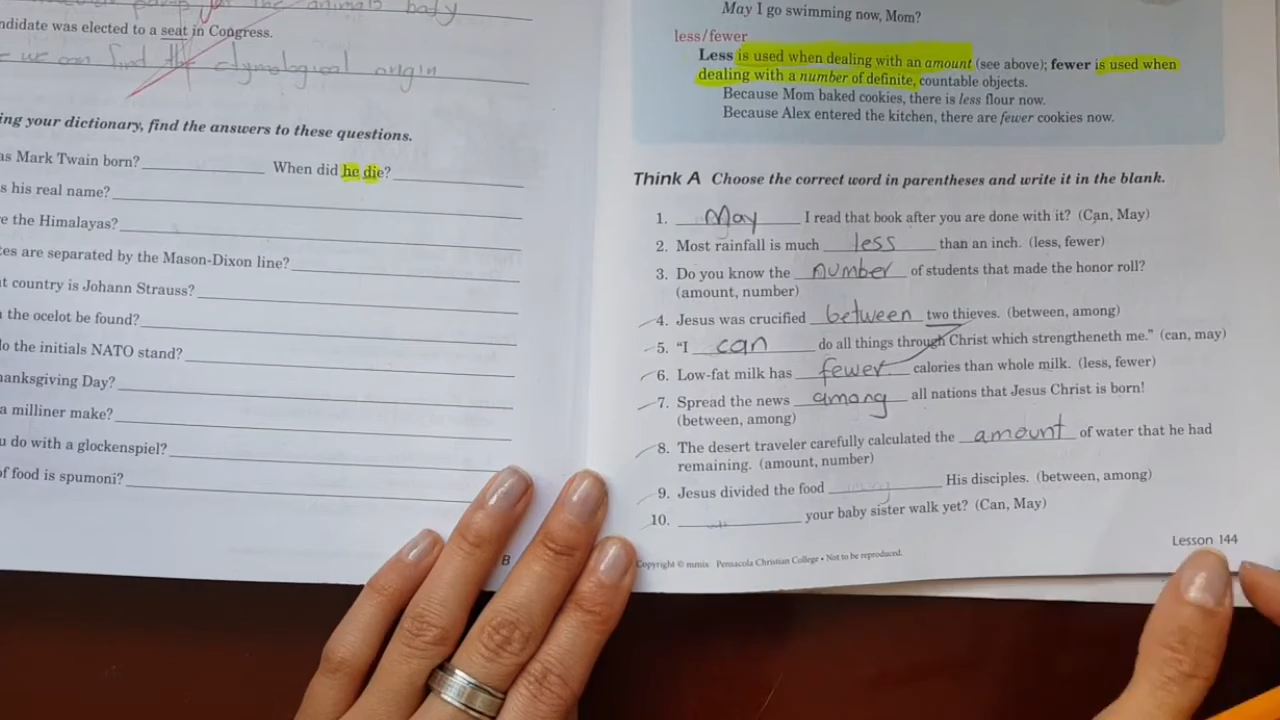 the animals body
ndidate was elected to a seat in Congress.
we can find the etymological origin
ing your dictionary, find the answers to these questions.
as Mark Twain born? When did he die?
s his real name?
e the Himalayas?
tes are separated by the Mason-Dixon line?
t country is Johann Strauss?
the ocelot be found?
lo the initials NATO stand?
hanksgiving Day?
a milliner make?
u do with a glockenspiel?
of food is spumoni?
B
May I go swimming now, Mom?
less/fewer
Less is used when dealing with an amount (see above); fewer is used when
dealing with a number of definite, countable objects.
Because Mom baked cookies, there is less flour now.
Because Alex entered the kitchen, there are fewer cookies now.
Think A Choose the correct word in parentheses and write it in the blank.
1. May I read that book after you are done with it? (Can, May)
2. Most rainfall is much less than an inch. (less, fewer)
3. Do you know the number of students that made the honor roll?
(amount, number)
4. Jesus was crucified between two thieves. (between, among)
5. "I can do all things through Christ which strengtheneth me." (can, may)
6. Low-fat milk has fewer calories than whole milk. (less, fewer)
7. Spread the news among all nations that Jesus Christ is born!
(between, among)
8. The desert traveler carefully calculated the amount of water that he had
remaining. (amount, number)
9. Jesus divided the food His disciples. (between, among)
10. your baby sister walk yet? (Can, May)
Lesson 144
Copyright © mmix Pensacola Christian College • Not to be reproduced.